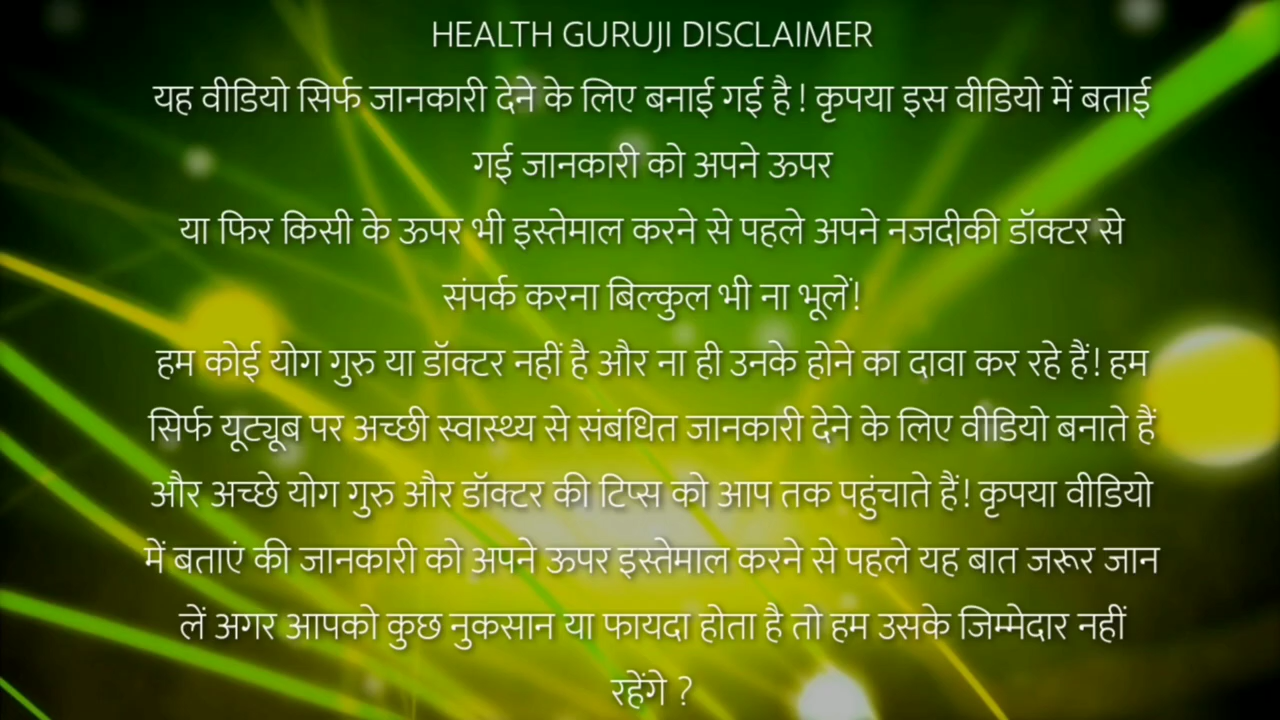 HEALTH GURUJI DISCLAIMER
यह वीडियो सिर्फ जानकारी देने के लिए बनाई गई है ! कृपया इस वीडियो में बताई
गई जानकारी को अपने ऊपर
या फिर किसी के ऊपर भी इस्तेमाल करने से पहले अपने नजदीकी डॉक्टर से
संपर्क करना बिल्कुल भी ना भूलें!
हम कोई योग गुरु या डॉक्टर नहीं है और ना ही उनके होने का दावा कर रहे हैं! हम
सिर्फ यूट्यूब पर अच्छी स्वास्थ्य से संबंधित जानकारी देने के लिए वीडियो बनाते हैं
और अच्छे योग गुरु और डॉक्टर की टिप्स को आप तक पहुंचाते हैं! कृपया वीडियो
में बताएं की जानकारी को अपने ऊपर इस्तेमाल करने से पहले यह बात जरूर जान
लें अगर आपको कुछ नुकसान या फायदा होता है तो हम उसके जिम्मेदार नहीं
रहेंगे ?